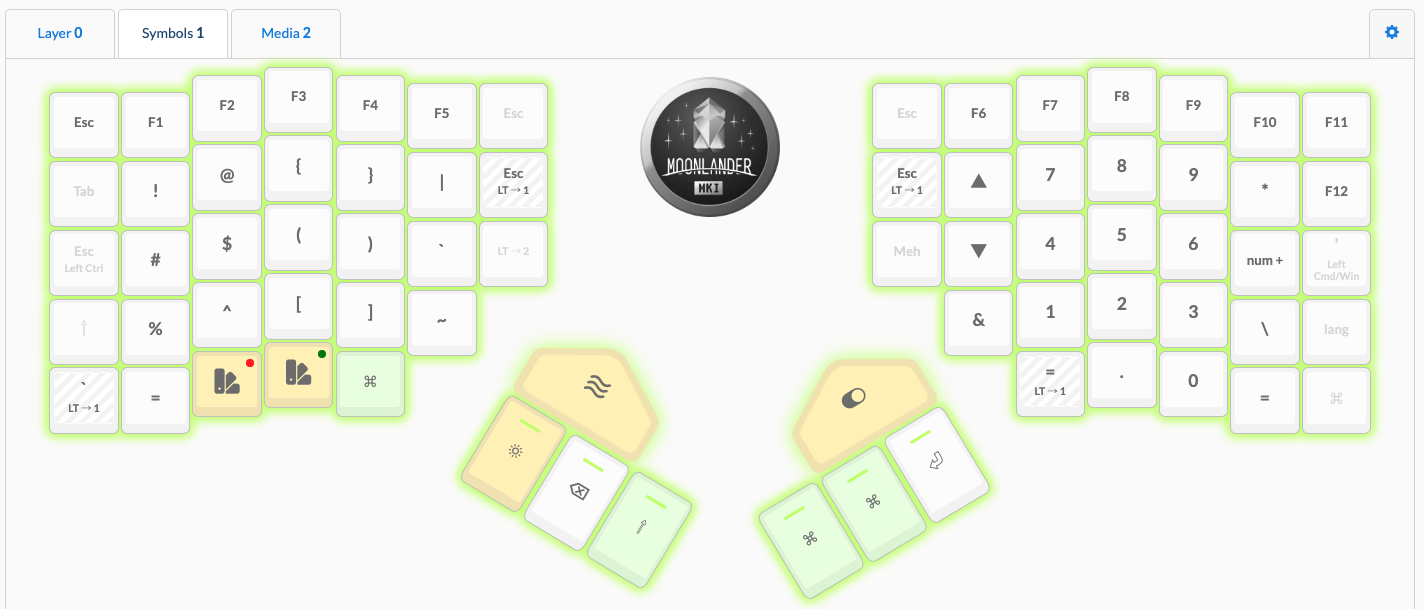 Layer 0
Symbols 1
Media 2
Esc
F1
F2
F3
F4
F5
Esc
Esc
F6
F7
F8
F9
F10
F11
MOONLANDER
MKI
Tab
!
@
{
}
|
Esc
LT → 1
Esc
LT → 1
▲
7
8
9
*
F12
Esc
Left Ctrl
#
$
(
)
`
LT → 2
Meh
▼
4
5
6
num +
'
Left
Cmd/Win
%
^
[
]
~
&
1
2
3
\
lang
`
LT → 1
=
⌘
=
LT → 1
.
0
=
⌘
⌘
⌘